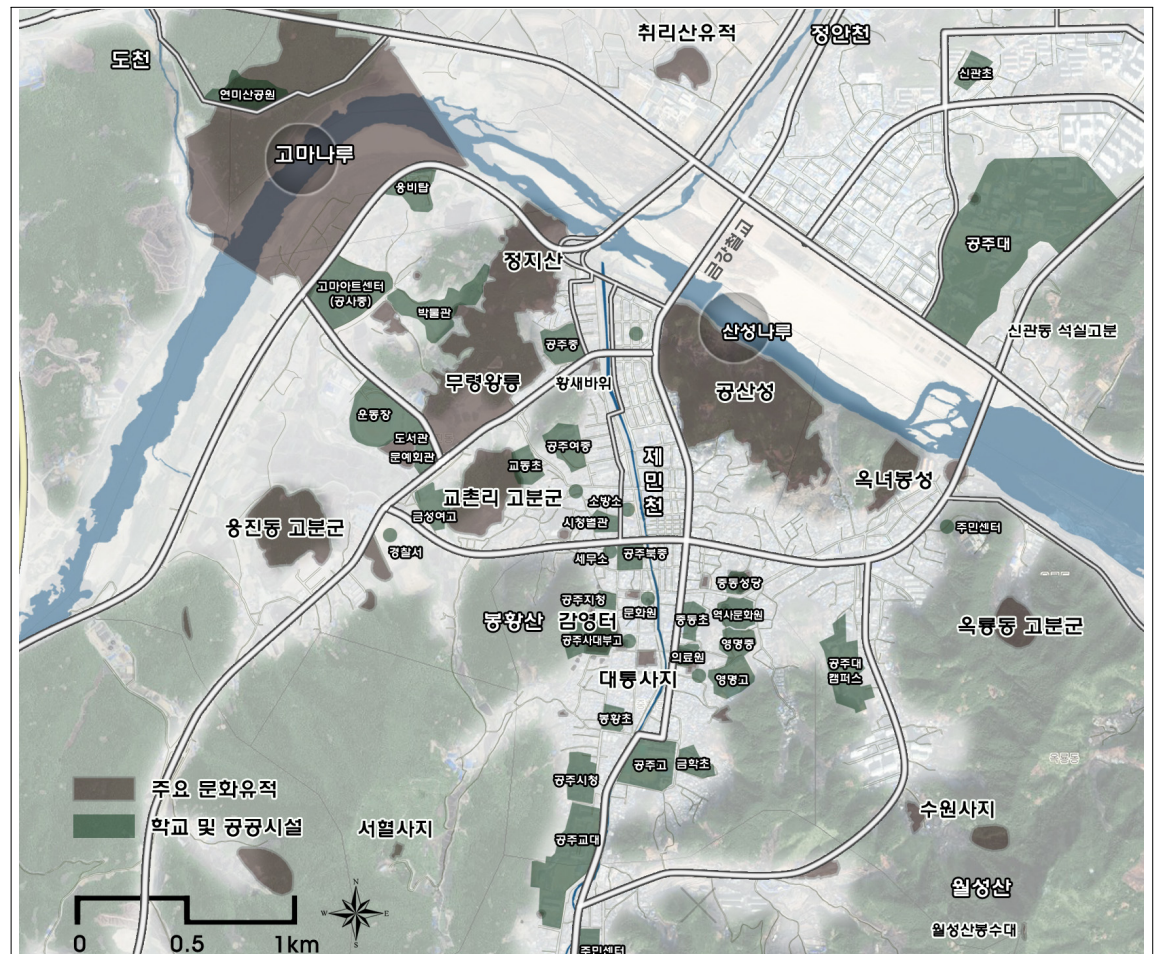 취리산유적
정안천
도천
신관초
연미산공원
고마나루
웅비탑
금강철교
공주대
정지산
고마아트센터
(공사중)
박물관
산성나루
신관동 석실고분
공주중
무령왕릉
황새바위
공산성
운동장
도서관
문예회관
공주여중
교동초
제민천
옥녀봉성
교촌리 고분군
소방소
금성여고
시청별관
용진동 고분군
주민센터
경찰서
세무소
공주북중
중동성당
공주지청
문화원
중동초
역사문화원
봉황산
감영터
옥룡동 고분군
공주사대부고
영명중
의료원
대통사지
영명고
공주대
캠퍼스
봉황초
옥룡동
공주고
금학초
공주시청
주요 문화유적
학교 및 공공시설
서혈사지
수원사지
공주교대
월성산
N
W
E
S
월성산봉수대
0
0.5
1km
주민센터